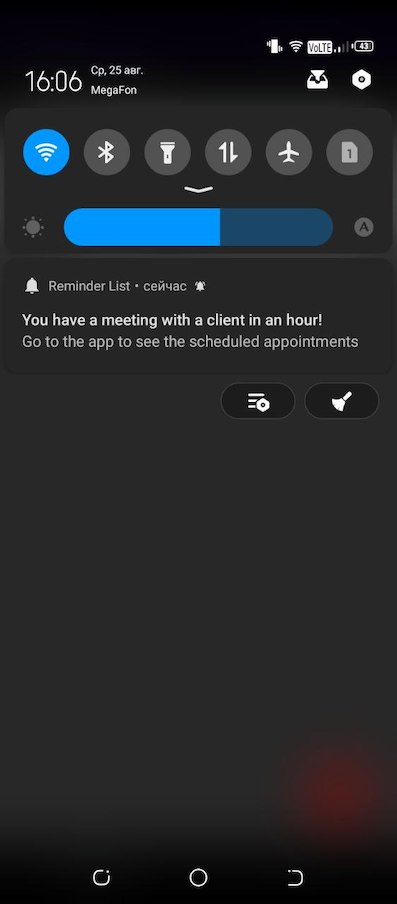 VoLTE 43
16:06 Ср, 25 авг.
MegaFon
1
A
Reminder List • сейчас
You have a meeting with a client in an hour!
Go to the app to see the scheduled appointments